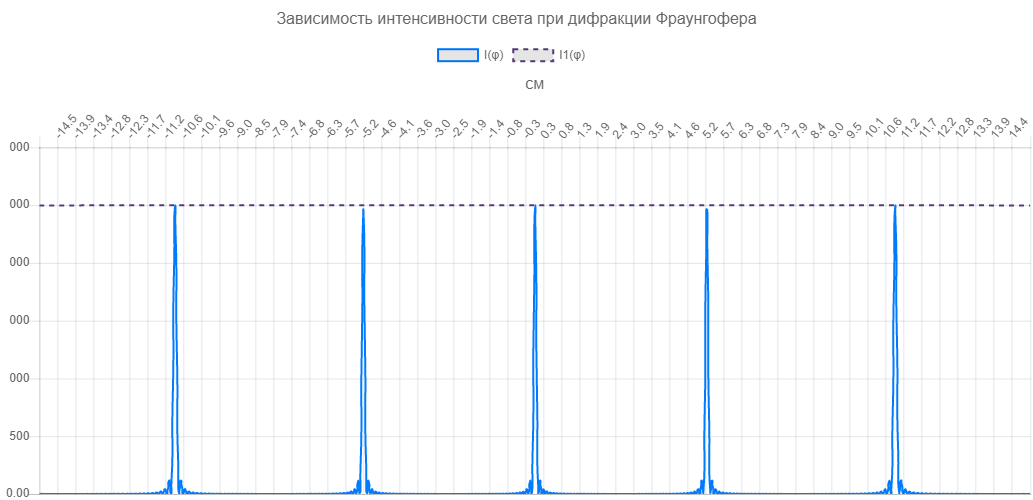 Зависимость интенсивности света при дифракции Фраунгофера
I(φ) I1(φ)
см
-14.5 -13.9 -13.4 -12.8 -12.3 -11.7 -11.2 -10.6 -10.1 -9.6 -9.0 -8.5 -7.9 -7.4 -6.8 -6.3 -5.7 -5.2 -4.6 -4.1 -3.6 -3.0 -2.5 -1.9 -1.4 -0.8 -0.3 0.3 0.8 1.3 1.9 2.4 3.0 3.5 4.1 4.6 5.2 5.7 6.3 6.8 7.3 7.9 8.4 9.0 9.5 10.1 10.6 11.2 11.7 12.2 12.8 13.3 13.9 14.4
000
000
000
000
000
500
0.00